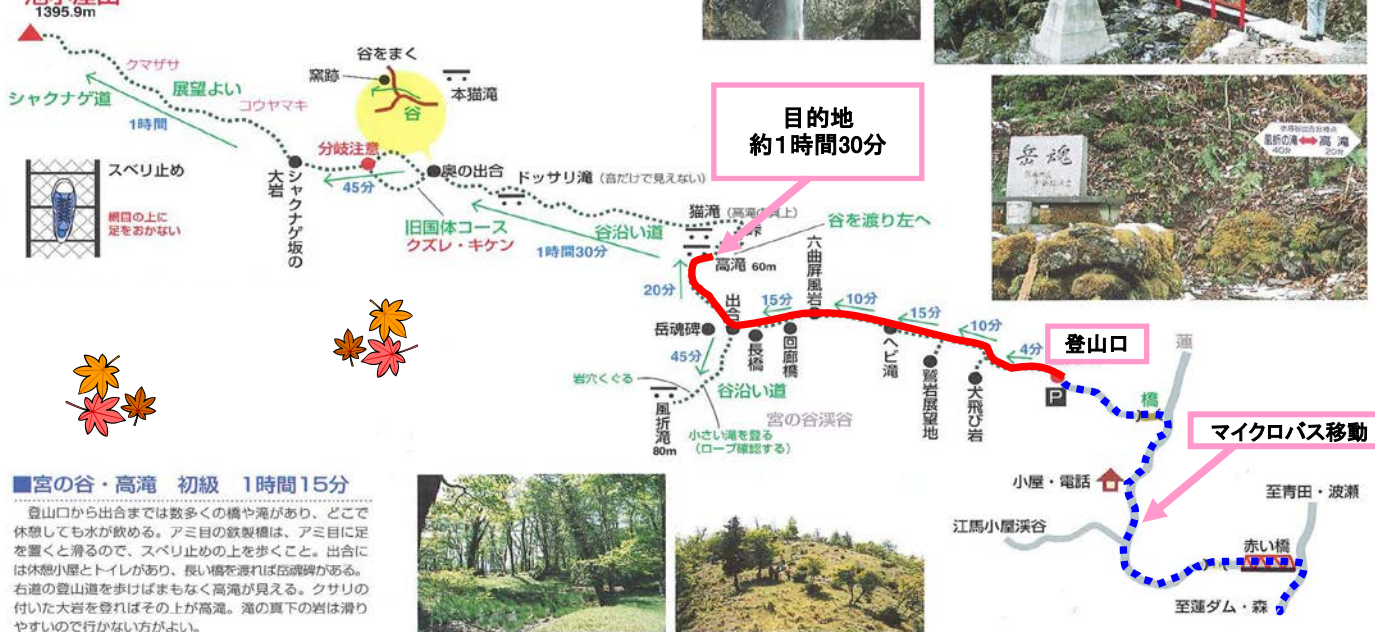 1395.9m
クマザサ
シャクナゲ道
展望よい
1時間
コウヤマキ
谷をまく
窯跡
本猫滝
谷
分岐注意
奥の出合
45分
シャクナゲ坂の
大岩
スベリ止め
網目の上に
足をおかない
旧国体コース
クズレ・キケン
ドッサリ滝（音だけで見えない）
谷沿い道
1時間30分
目的地
約1時間30分
猫滝（高滝の真上）
峠
谷を渡り左へ
高滝 60m
20分
六曲屏風岩
出合
岳魂碑
長橋
15分
回廊橋
10分
ヘビ滝
15分
鷲岩展望地
10分
犬飛び岩
4分
登山口
P
45分
谷沿い道
岩穴くぐる
風折滝
80m
小さい滝を登る
（ロープ確認する）
宮の谷渓谷
岳魂
風折の滝 高滝
40分 20分
蓮
橋
マイクロバス移動
小屋・電話
江馬小屋渓谷
至青田・波瀬
赤い橋
至蓮ダム・森
■宮の谷・高滝 初級 1時間15分
登山口から出合までは数多くの橋や滝があり、どこで
休憩しても水が飲める。アミ目の鉄製橋は、アミ目に足
を置くと滑るので、スベリ止めの上を歩くこと。出合に
は休憩小屋とトイレがあり、長い橋を渡れば岳魂碑がある。
右道の登山道を歩けばまもなく高滝が見える。クサリの
付いた大岩を登ればその上が高滝。滝の真下の岩は滑り
やすいので行かない方がよい。